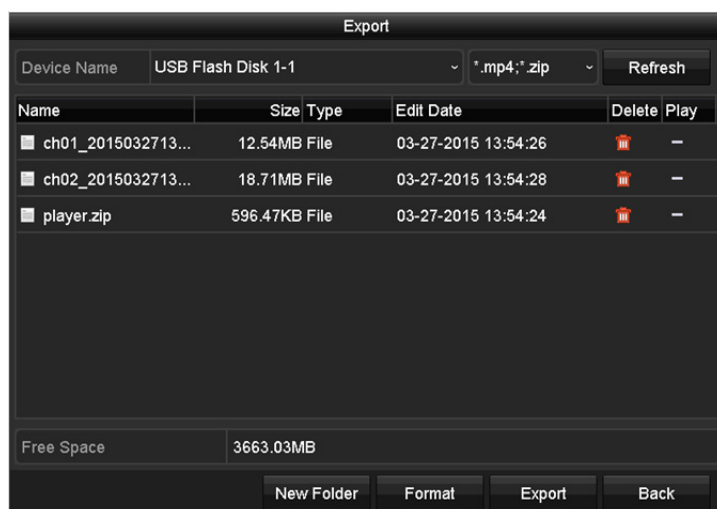 Export
Device Name USB Flash Disk 1-1 *.mp4;*.zip Refresh
Name Size Type Edit Date Delete Play
ch01_2015032713... 12.54MB File 03-27-2015 13:54:26 –
ch02_2015032713... 18.71MB File 03-27-2015 13:54:28 –
player.zip 596.47KB File 03-27-2015 13:54:24 –
Free Space 3663.03MB
New Folder Format Export Back